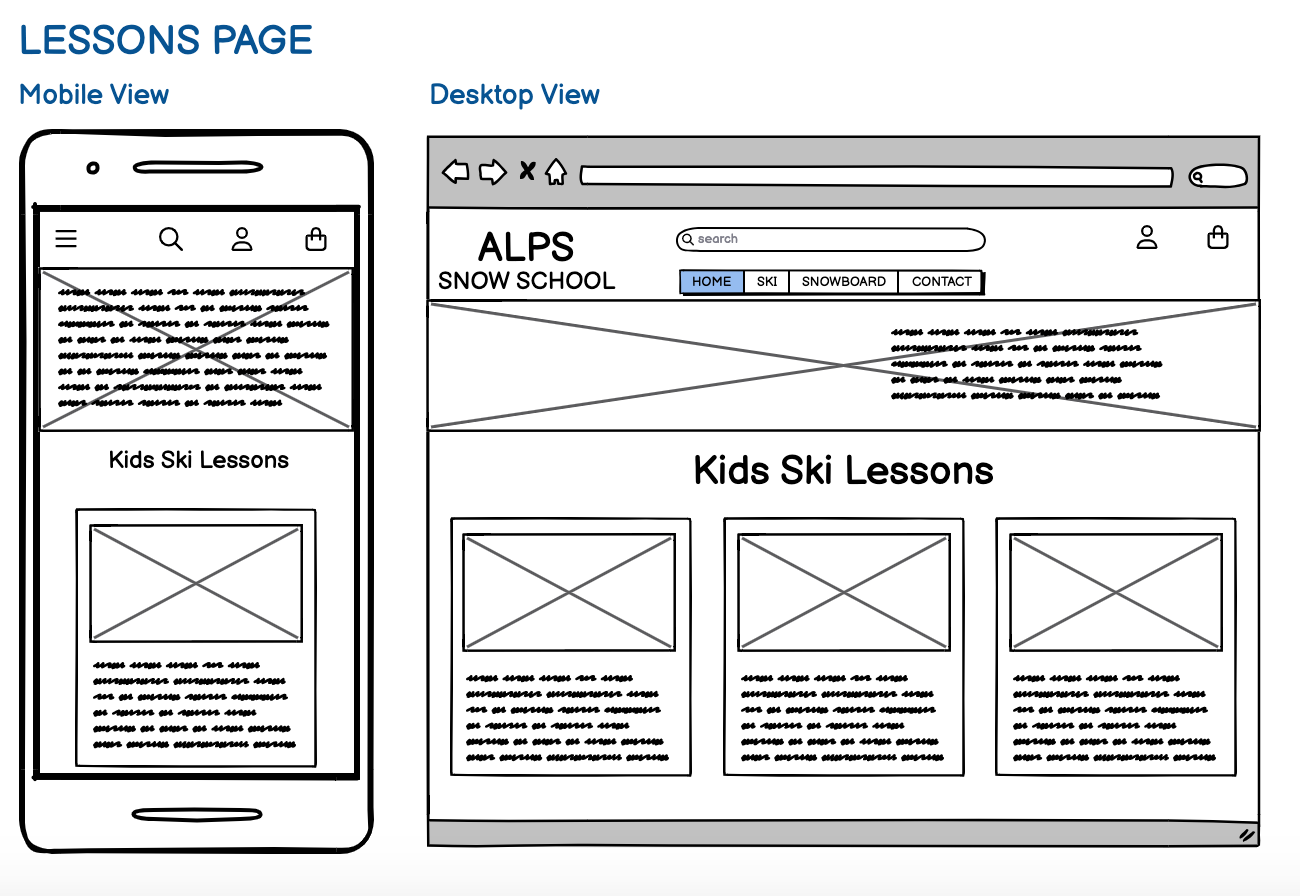 LESSONS PAGE
Mobile View
Desktop View
ALPS
SNOW SCHOOL
search
HOME SKI SNOWBOARD CONTACT
Kids Ski Lessons
Kids Ski Lessons